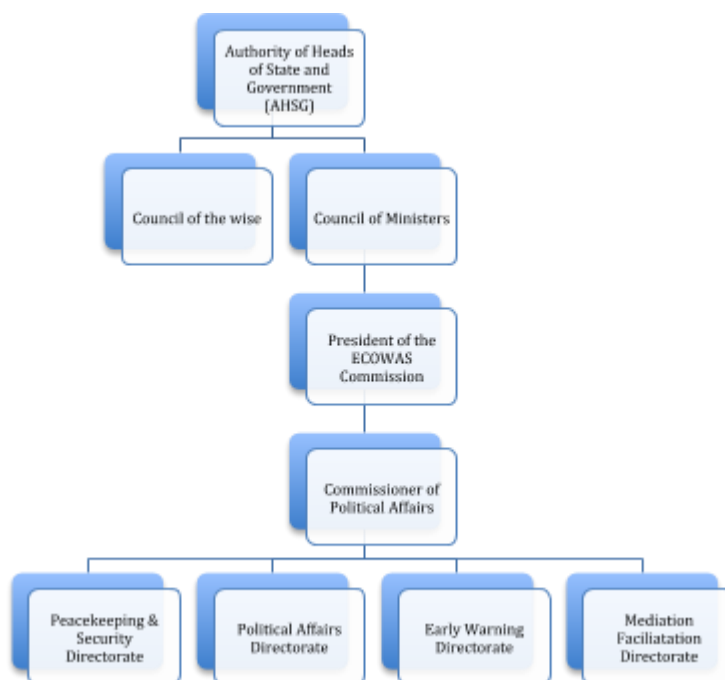 Authority of Heads
of State and
Government
(AHSG)
Council of the wise
Council of Ministers
President of the
ECOWAS
Commission
Commissioner of
Political Affairs
Peacekeeping &
Security
Directorate
Political Affairs
Directorate
Early Warning
Directorate
Mediation
Faciliatation
Directorate